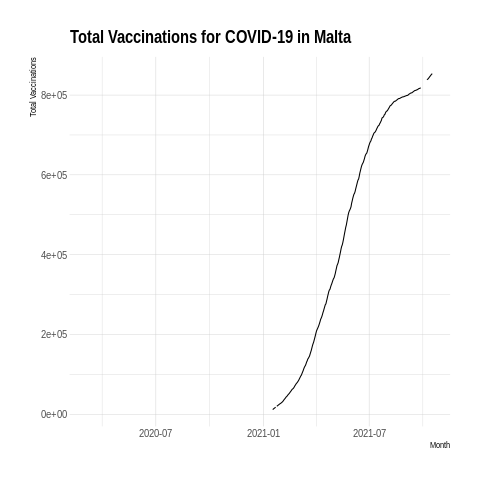 Total Vaccinations for COVID-19 in Malta
Total Vaccinations
8e+05
6e+05
4e+05
2e+05
0e+00
2020-07
2021-01
2021-07
Month